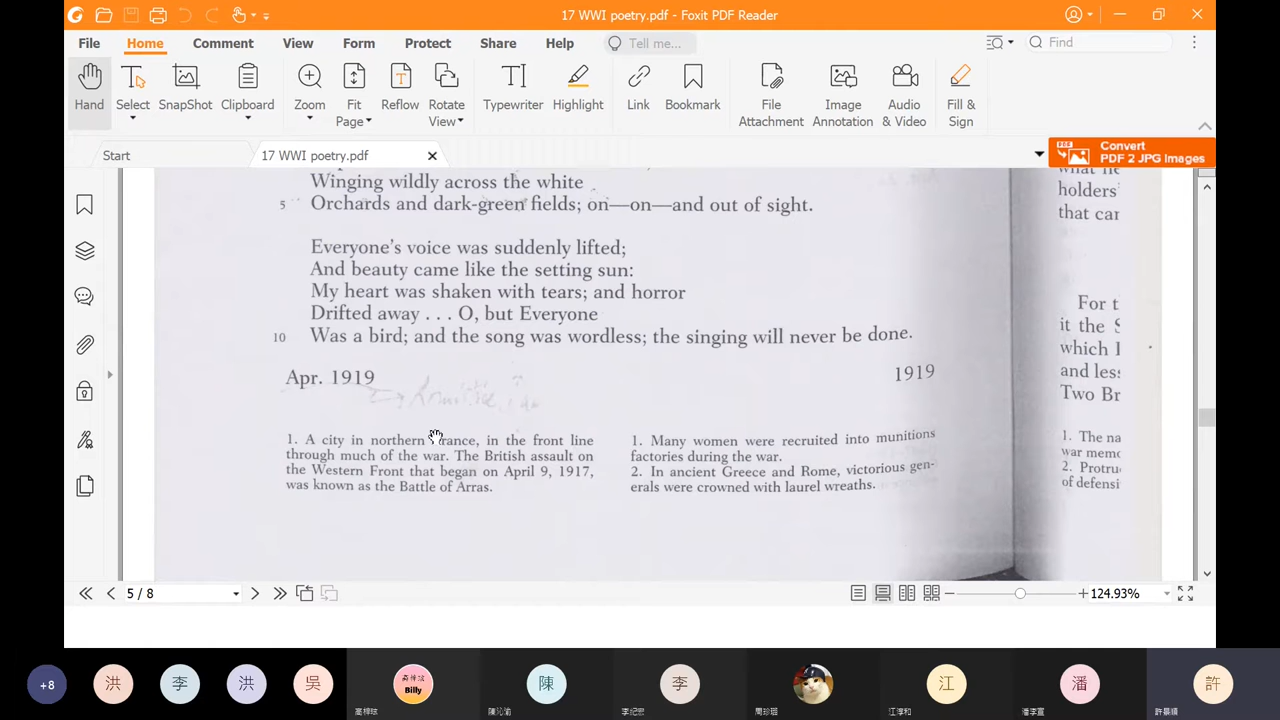 17 WWI poetry.pdf - Foxit PDF Reader
File Home Comment View Form Protect Share Help Tell me... Find
Hand Select SnapShot Clipboard Zoom Fit Page Reflow Rotate View Typewriter Highlight Link Bookmark File Attachment Image Annotation Audio & Video Fill & Sign
Start 17 WWI poetry.pdf
Convert
PDF 2 JPG Images
Winging wildly across the white
5 Orchards and dark-green fields; on—on—and out of sight.
Everyone's voice was suddenly lifted;
And beauty came like the setting sun:
My heart was shaken with tears; and horror
Drifted away . . . O, but Everyone
10 Was a bird; and the song was wordless; the singing will never be done.
Apr. 1919 1919
1. A city in northern France, in the front line
through much of the war. The British assault on
the Western Front that began on April 9, 1917,
was known as the Battle of Arras.
1. Many women were recruited into munitions
factories during the war.
2. In ancient Greece and Rome, victorious gen-
erals were crowned with laurel wreaths.
holders
that car
For t
it the S
which I
and less
Two Br
1. The na
war memo
2. Protru
of defensi
5 / 8
124.93%
+8 洪 李 洪 吳 高梓玹 Billy 陳 李 江 潘 許